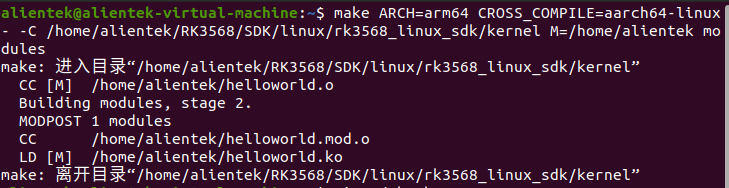 alientek@alientek-virtual-machine:~$ make ARCH=arm64 CROSS_COMPILE=aarch64-linux
- -C /home/alientek/RK3568/SDK/linux/rk3568_linux_sdk/kernel M=/home/alientek mo
dules
make: 进入目录“/home/alientek/RK3568/SDK/linux/rk3568_linux_sdk/kernel”
  CC [M]  /home/alientek/helloworld.o
  Building modules, stage 2.
  MODPOST 1 modules
  CC      /home/alientek/helloworld.mod.o
  LD [M]  /home/alientek/helloworld.ko
make: 离开目录“/home/alientek/RK3568/SDK/linux/rk3568_linux_sdk/kernel”